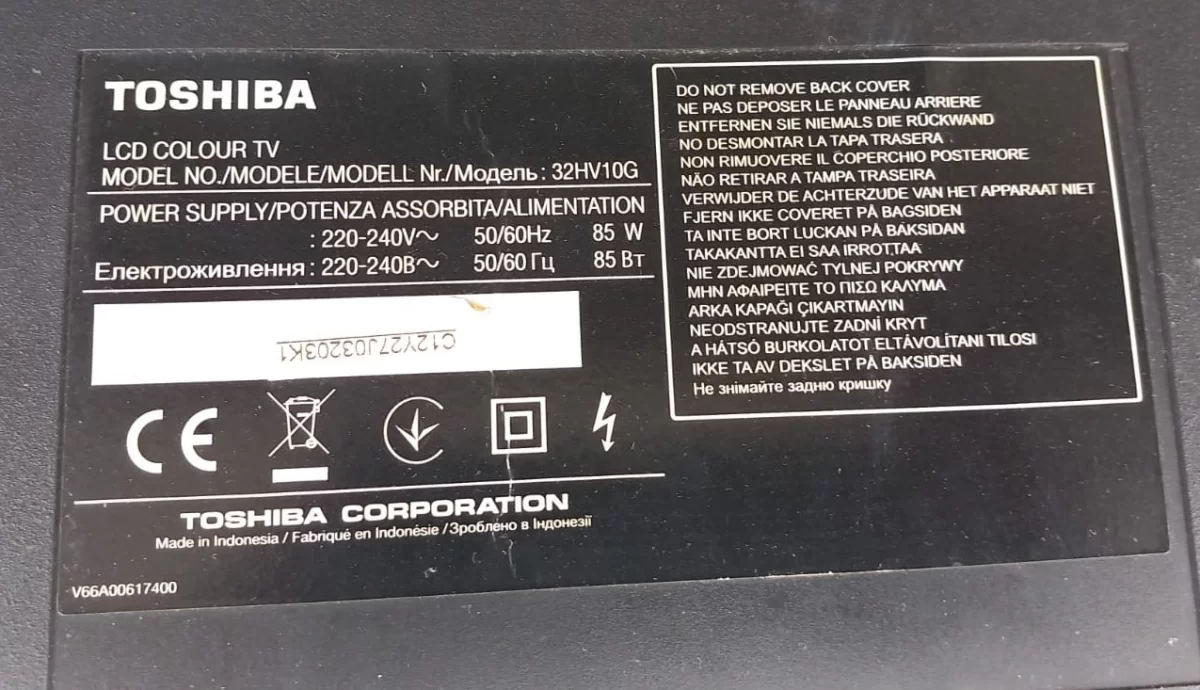 TOSHIBA
LCD COLOUR TV
MODEL NO./MODELE/MODELL Nr./Модель: 32HV10G
POWER SUPPLY/POTENZA ASSORBITA/ALIMENTATION
: 220-240V～ 50/60Hz 85 W
Електроживлення : 220-240В～ 50/60 Гц 85 Вт
C12Y27J03203K1
CE
TOSHIBA CORPORATION
Made in Indonesia / Fabriqué en Indonésie /Зроблено в Індонезії
V66A00617400
DO NOT REMOVE BACK COVER
NE PAS DEPOSER LE PANNEAU ARRIERE
ENTFERNEN SIE NIEMALS DIE RÜCKWAND
NO DESMONTAR LA TAPA TRASERA
NON RIMUOVERE IL COPERCHIO POSTERIORE
NÃO RETIRAR A TAMPA TRASEIRA
VERWIJDER DE ACHTERZUDE VAN HET APPARAAT NIET
FJERN IKKE COVERET PÅ BAGSIDEN
TA INTE BORT LUCKAN PÅ BAKSIDAN
TAKAKANTTA EI SAA IRROTTAA
NIE ZDEJMOWAĆ TYLNEJ POKRYWY
ΜΗΝ ΑΦΑΙΡΕΙΤΕ ΤΟ ΠΙΣΩ ΚΑΛΥΜΑ
ARKA KAPAĞI ÇIKARTMAYIN
NEODSTRANUJTE ZADNÍ KRYT
A HÁTSÓ BURKOLATOT ELTÁVOLÍTANI TILOSI
IKKE TA AV DEKSLET PÅ BAKSIDEN
Не знімайте задню кришку